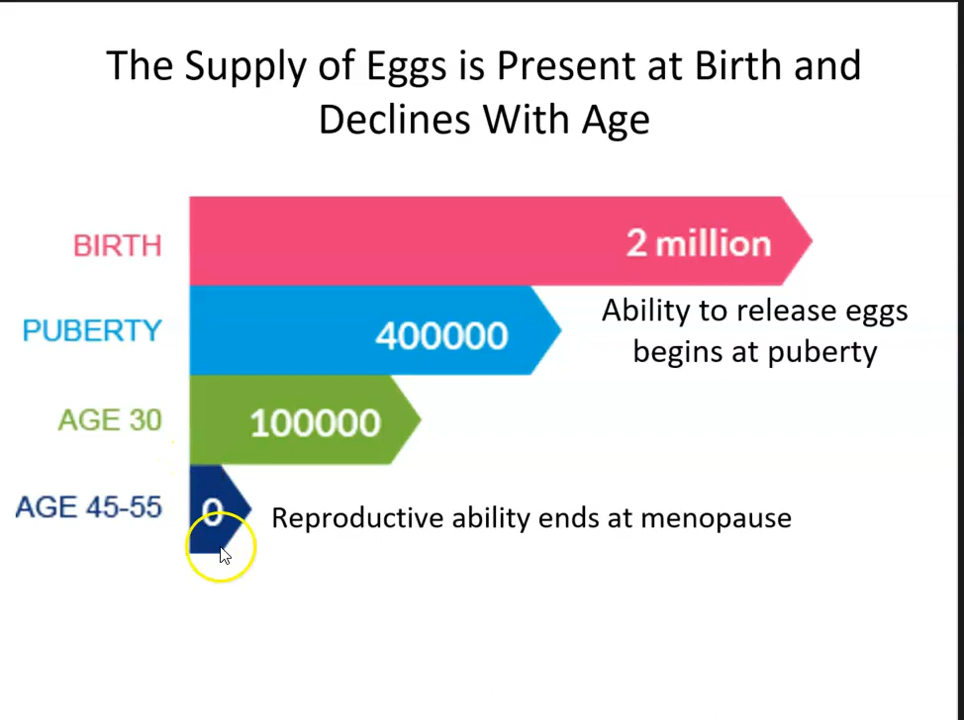 The Supply of Eggs is Present at Birth and
Declines With Age
BIRTH
2 million
PUBERTY
400000
Ability to release eggs
begins at puberty
AGE 30
100000
AGE 45-55
0
Reproductive ability ends at menopause